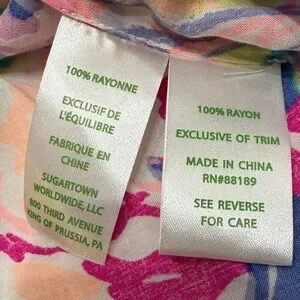 100% RAYONNE
EXCLUSIF DE
L'ÉQUILIBRE
FABRIQUE EN
CHINE
SUGARTOWN
WORLDWIDE, LLC
800 THIRD AVENUE
KING OF PRUSSIA, PA
100% RAYON
EXCLUSIVE OF TRIM
MADE IN CHINA
RN#88189
SEE REVERSE
FOR CARE